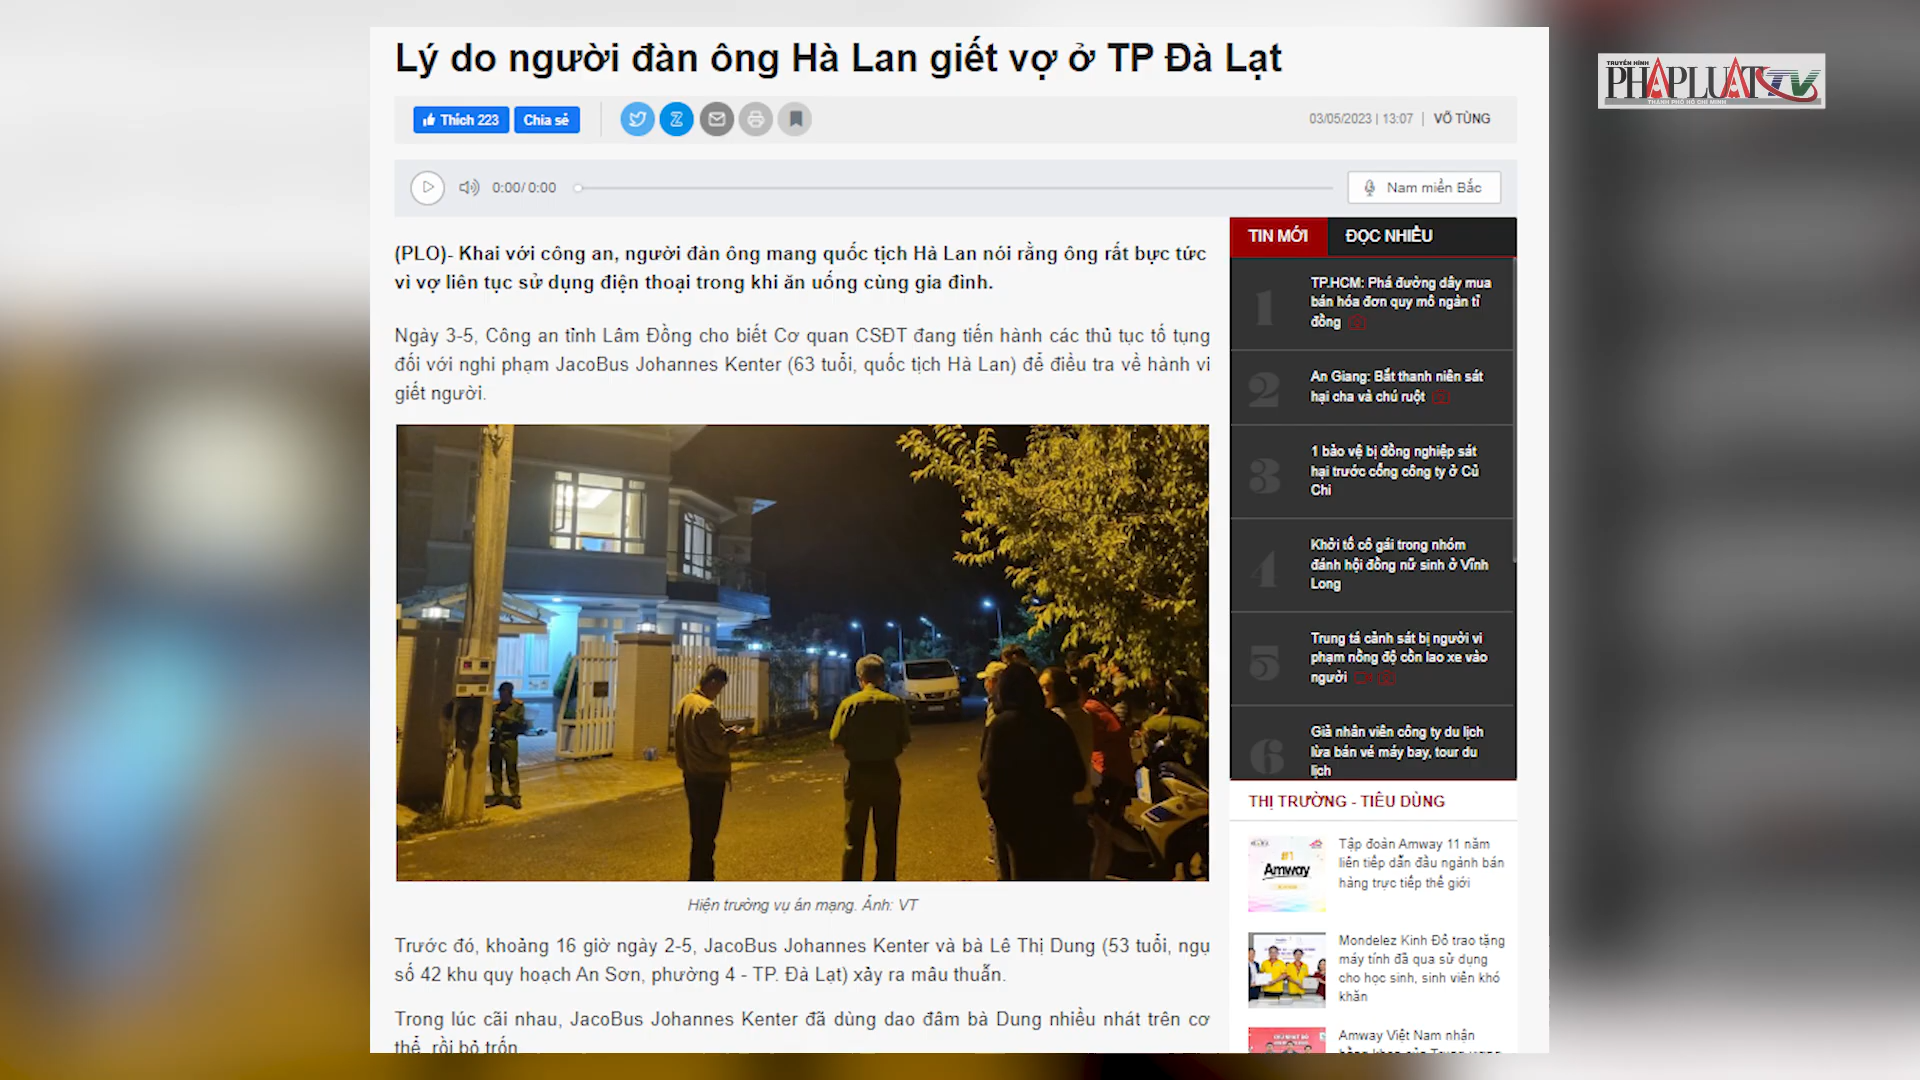 Lý do người đàn ông Hà Lan giết vợ ở TP Đà Lạt
TRUYỀN HÌNH
PHÁPLUẬT TV
THÀNH PHỐ HỒ CHÍ MINH
Thích 223
Chia sẻ
03/05/2023 | 13:07 | VÕ TÙNG
0:00/ 0:00
Nam miền Bắc
(PLO)- Khai với công an, người đàn ông mang quốc tịch Hà Lan nói rằng ông rất bực tức
vì vợ liên tục sử dụng điện thoại trong khi ăn uống cùng gia đình.
Ngày 3-5, Công an tỉnh Lâm Đồng cho biết Cơ quan CSĐT đang tiến hành các thủ tục tố tụng
đối với nghi phạm JacoBus Johannes Kenter (63 tuổi, quốc tịch Hà Lan) để điều tra về hành vi
giết người.
Hiện trường vụ án mạng. Ảnh: VT
Trước đó, khoảng 16 giờ ngày 2-5, JacoBus Johannes Kenter và bà Lê Thị Dung (53 tuổi, ngụ
số 42 khu quy hoạch An Sơn, phường 4 - TP. Đà Lạt) xảy ra mâu thuẫn.
Trong lúc cãi nhau, JacoBus Johannes Kenter đã dùng dao đâm bà Dung nhiều nhát trên cơ
thể, rồi bỏ trốn
TIN MỚI
ĐỌC NHIỀU
1
TP.HCM: Phá đường dây mua
bán hóa đơn quy mô ngàn tỉ
đồng
2
An Giang: Bắt thanh niên sát
hại cha và chú ruột
3
1 bảo vệ bị đồng nghiệp sát
hại trước cổng công ty ở Củ
Chi
4
Khởi tố cô gái trong nhóm
đánh hội đồng nữ sinh ở Vĩnh
Long
5
Trung tá cảnh sát bị người vi
phạm nồng độ cồn lao xe vào
người
6
Giả nhân viên công ty du lịch
lừa bán vé máy bay, tour du
lịch
THỊ TRƯỜNG - TIÊU DÙNG
#1
Amway
Tập đoàn Amway 11 năm
liên tiếp dẫn đầu ngành bán
hàng trực tiếp thế giới
Mondelez Kinh Đô trao tặng
máy tính đã qua sử dụng
cho học sinh, sinh viên khó
khăn
Amway Việt Nam nhận